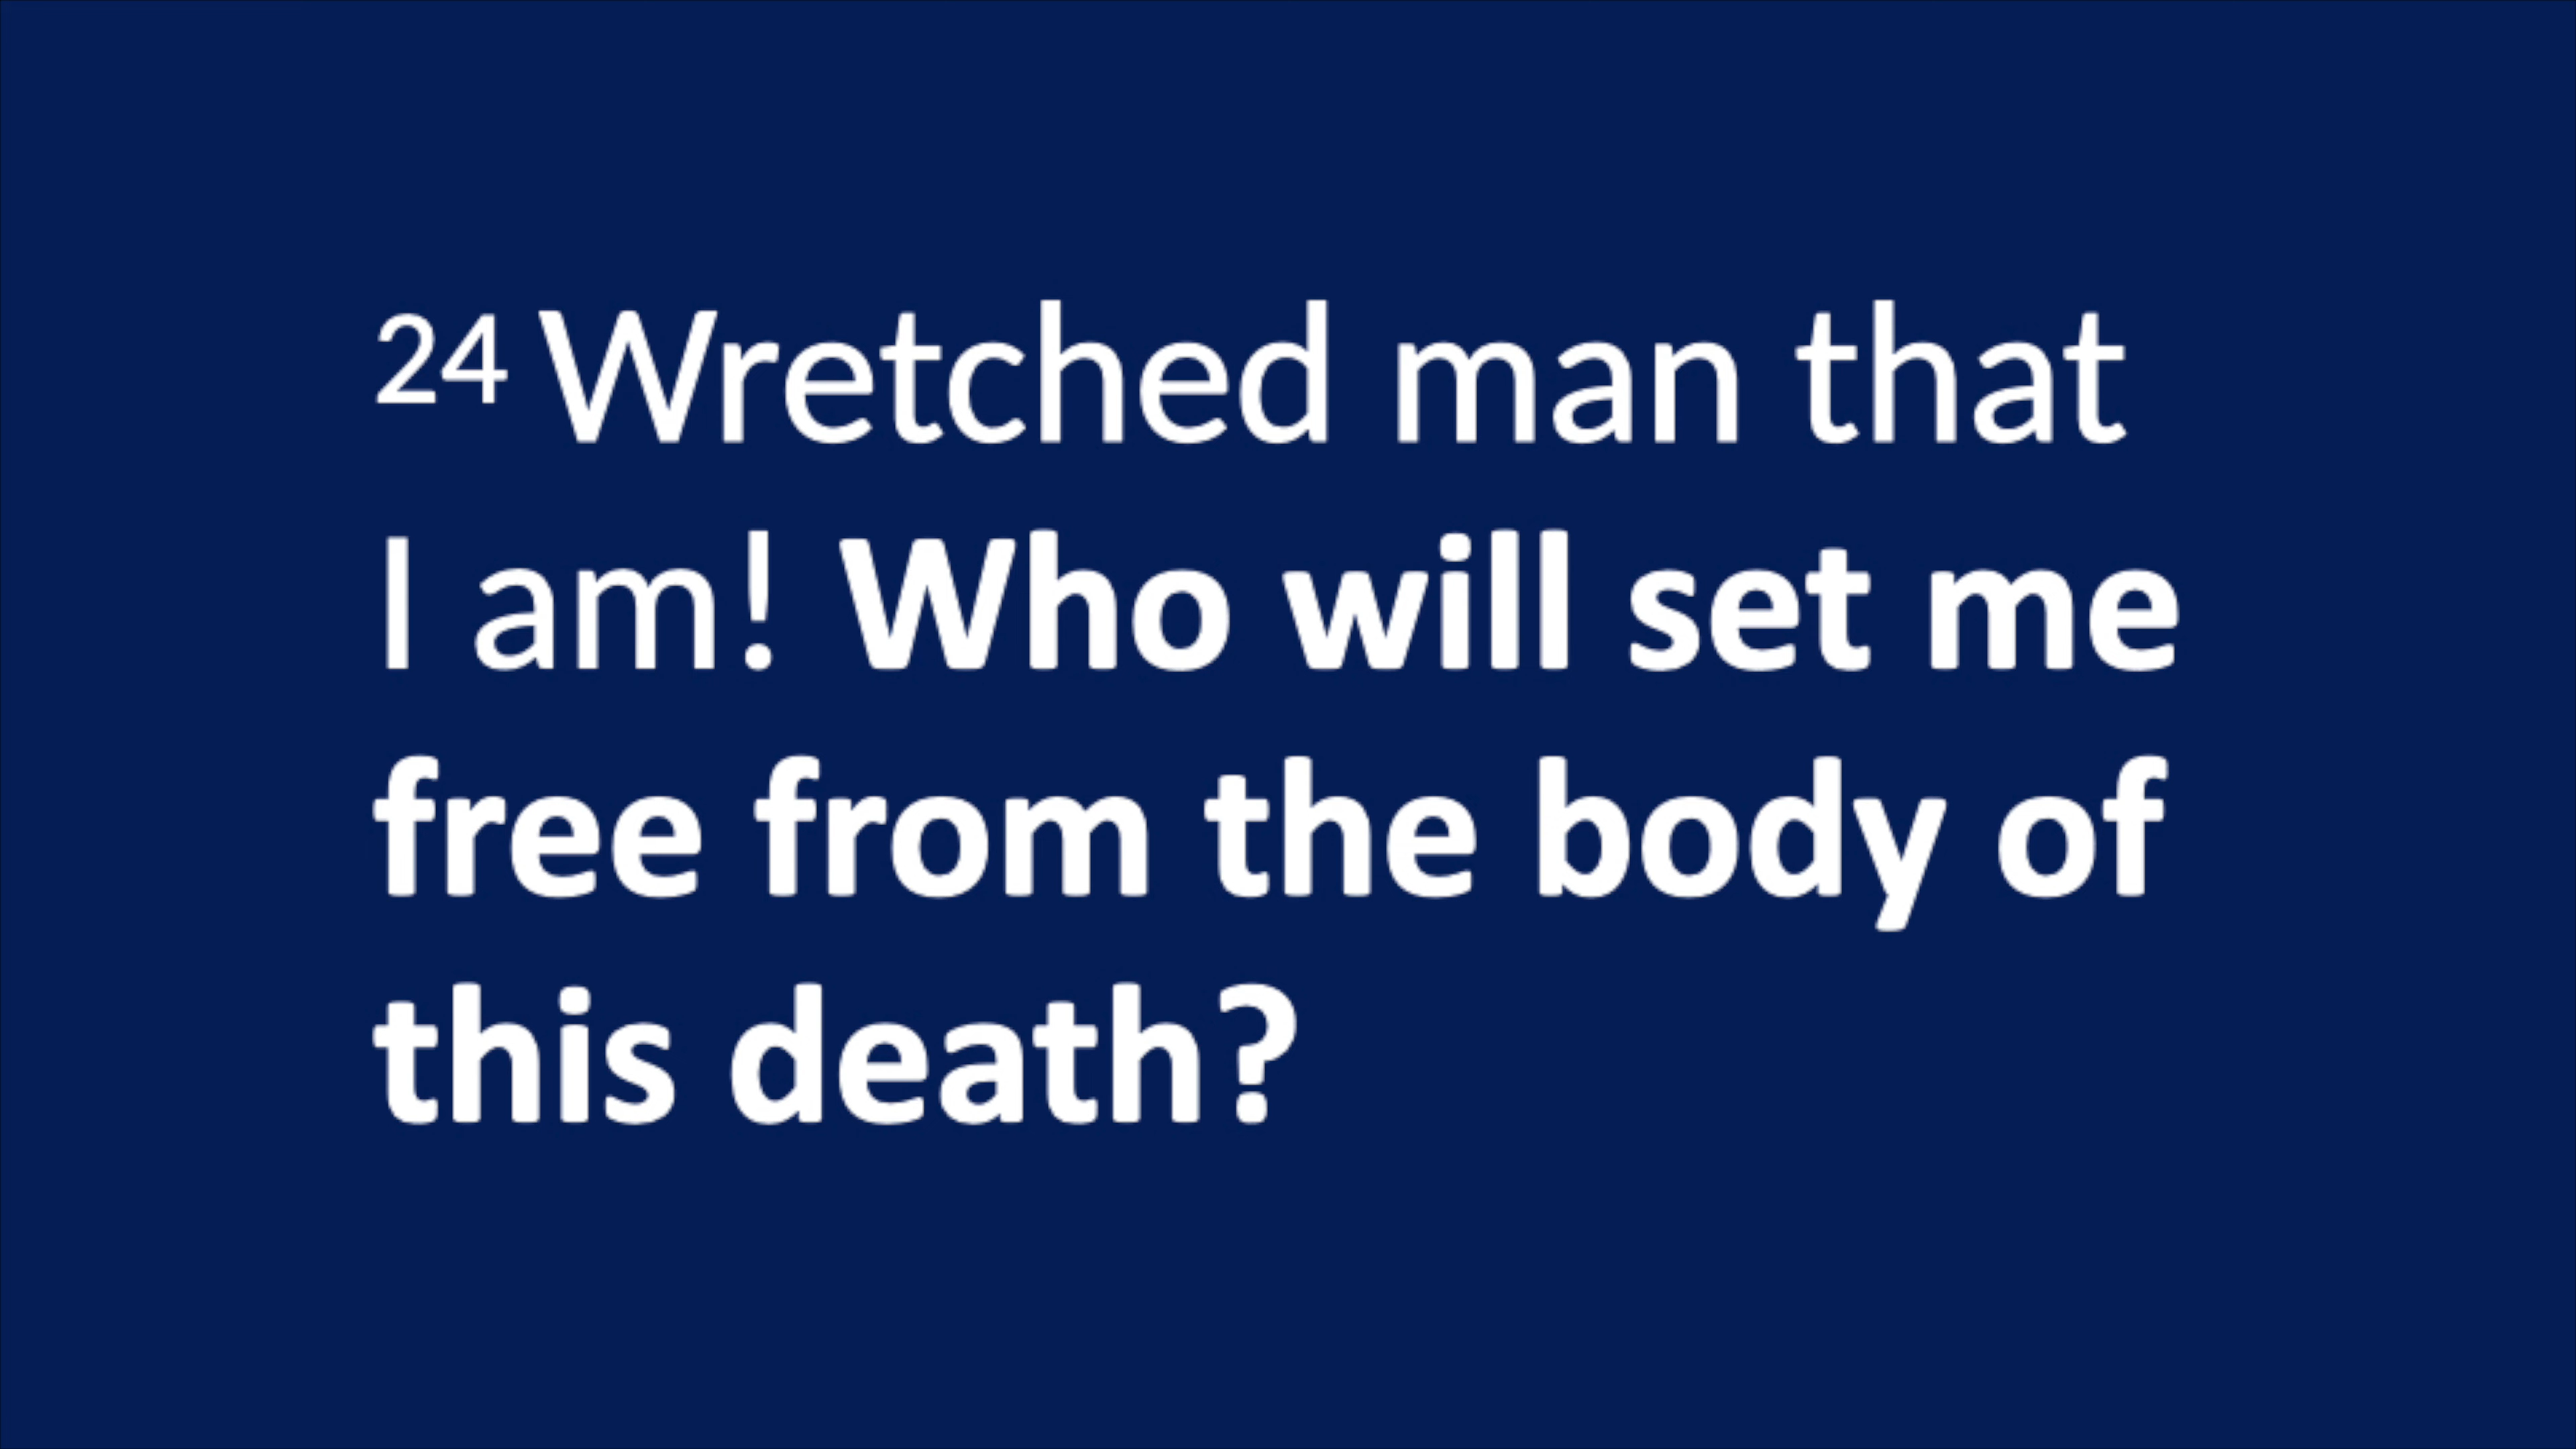 24 Wretched man that
I am! Who will set me
free from the body of
this death?